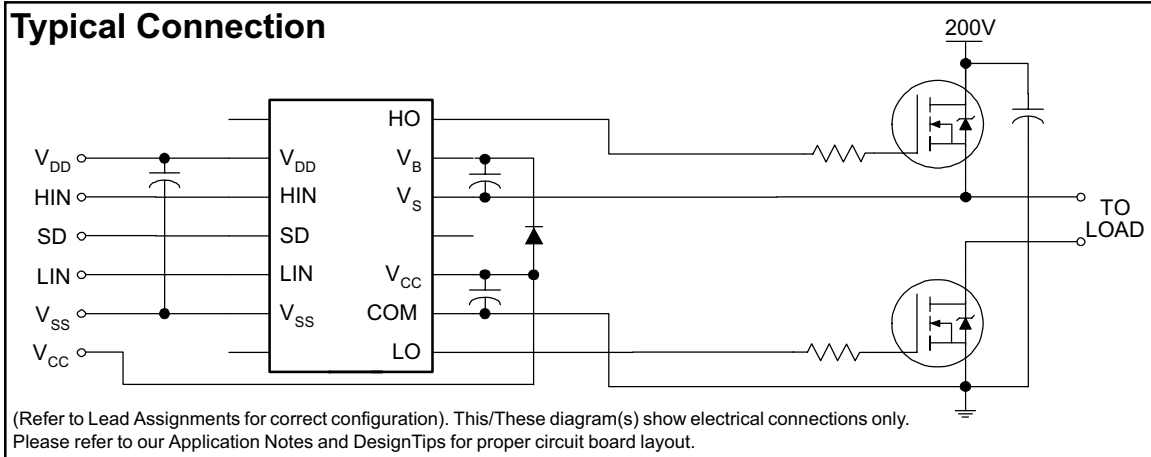 Typical Connection
200V
HO
V_DD
V_DD
V_B
HIN
HIN
V_S
TO
LOAD
SD
SD
LIN
LIN
V_CC
V_SS
V_SS
COM
V_CC
LO
(Refer to Lead Assignments for correct configuration). This/These diagram(s) show electrical connections only.
Please refer to our Application Notes and DesignTips for proper circuit board layout.